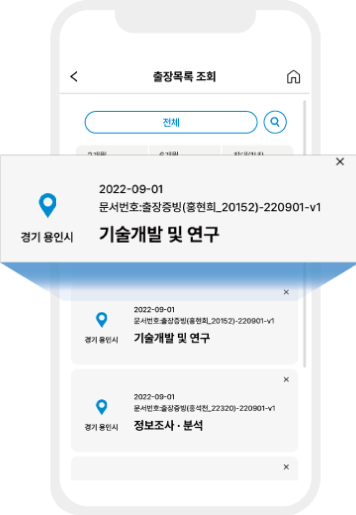 출장목록 조회
전체
2022-09-01
문서번호:출장증빙(홍현희_20152)-220901-v1
경기 용인시
기술개발 및 연구
2022-09-01
문서번호:출장증빙(홍현희_20152)-220901-v1
경기 용인시
기술개발 및 연구
2022-09-01
문서번호:출장증빙(홍석천_22320)-220901-v1
경기 용인시
정보조사 · 분석